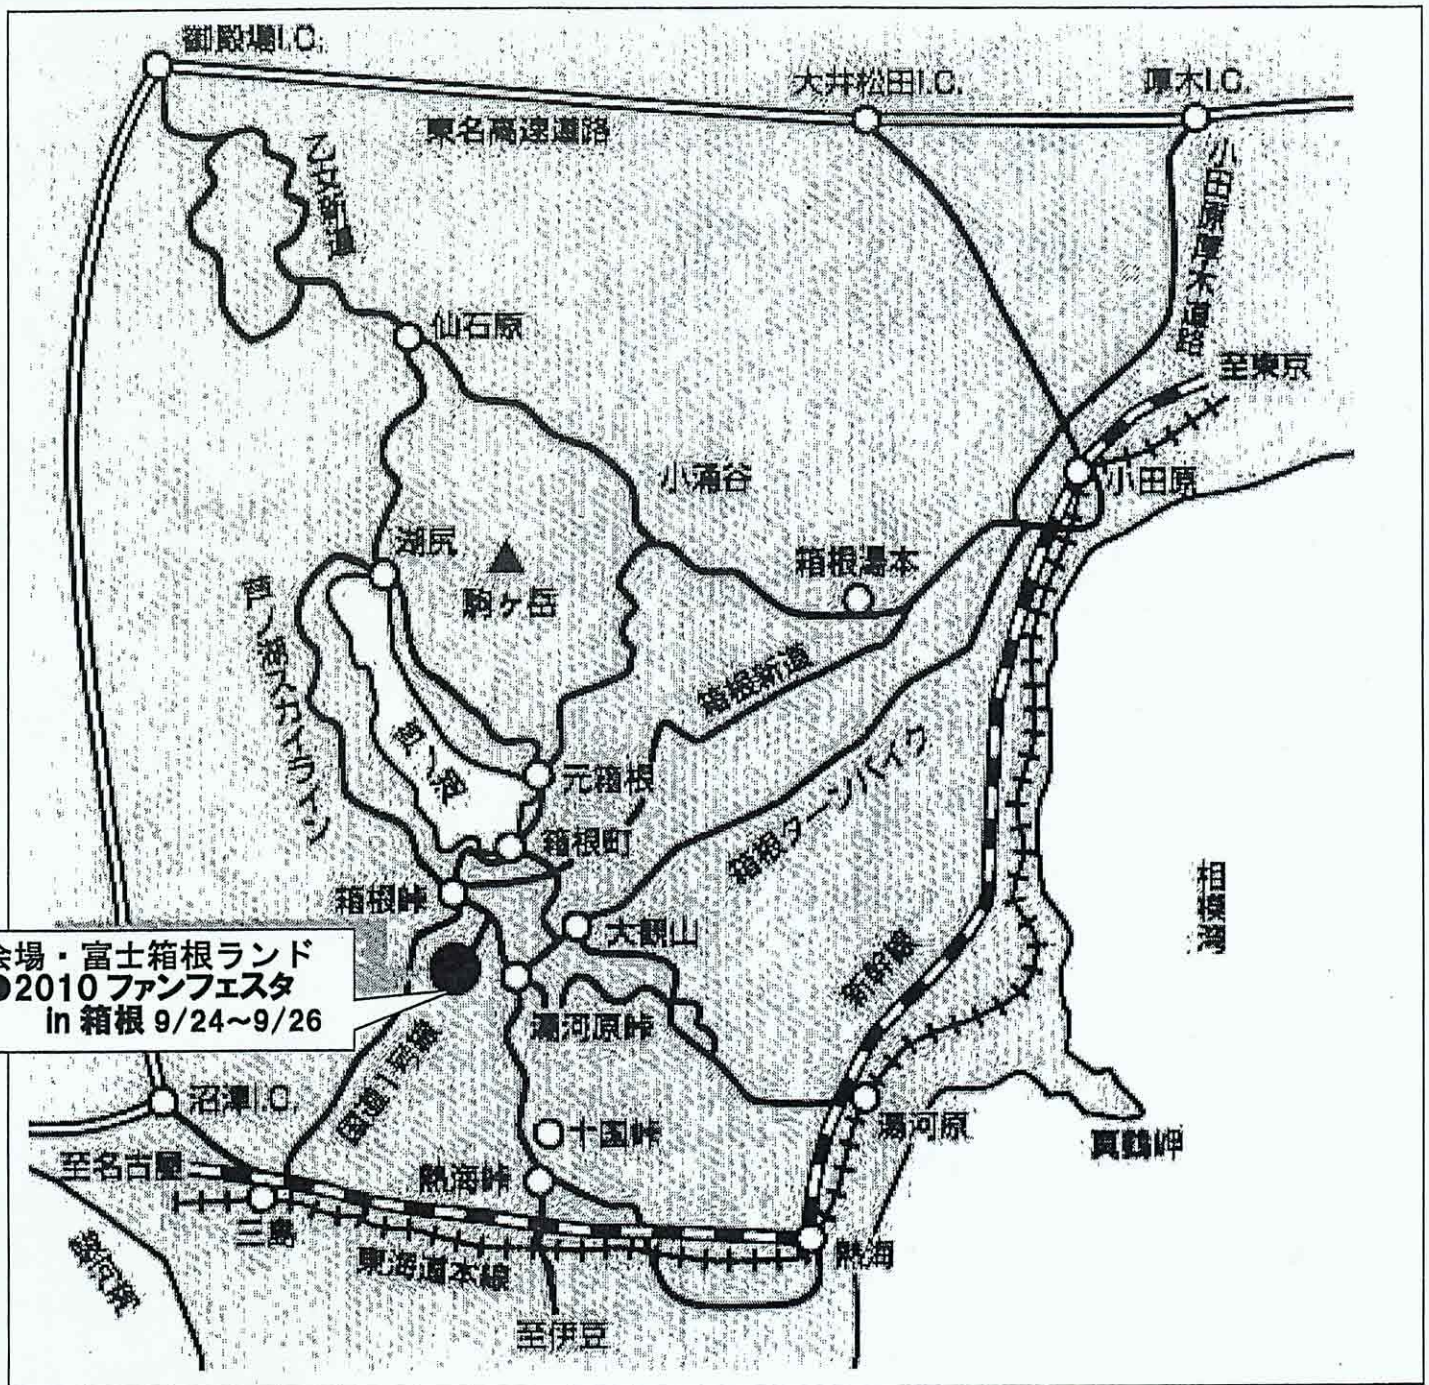 御殿場I.C.
大井松田I.C.
厚木I.C.
東名高速道路
乙女新道
小田原厚木道路
仙石原
至東京
小涌谷
小田原
湖尻
駒ヶ岳
箱根湯本
芦ノ湖スカイライン
箱根新道
芦ノ湖
元箱根
箱根ターンパイク
箱根町
箱根峠
相模湾
大観山
会場・富士箱根ランド
●2010 ファンフェスタ
in 箱根 9/24~9/26
新幹線
湯河原峠
国道1号線
沼津I.C.
十国峠
湯河原
真鶴岬
至名古屋
熱海峠
三島
熱海
東海道本線
駿河湾
至伊豆